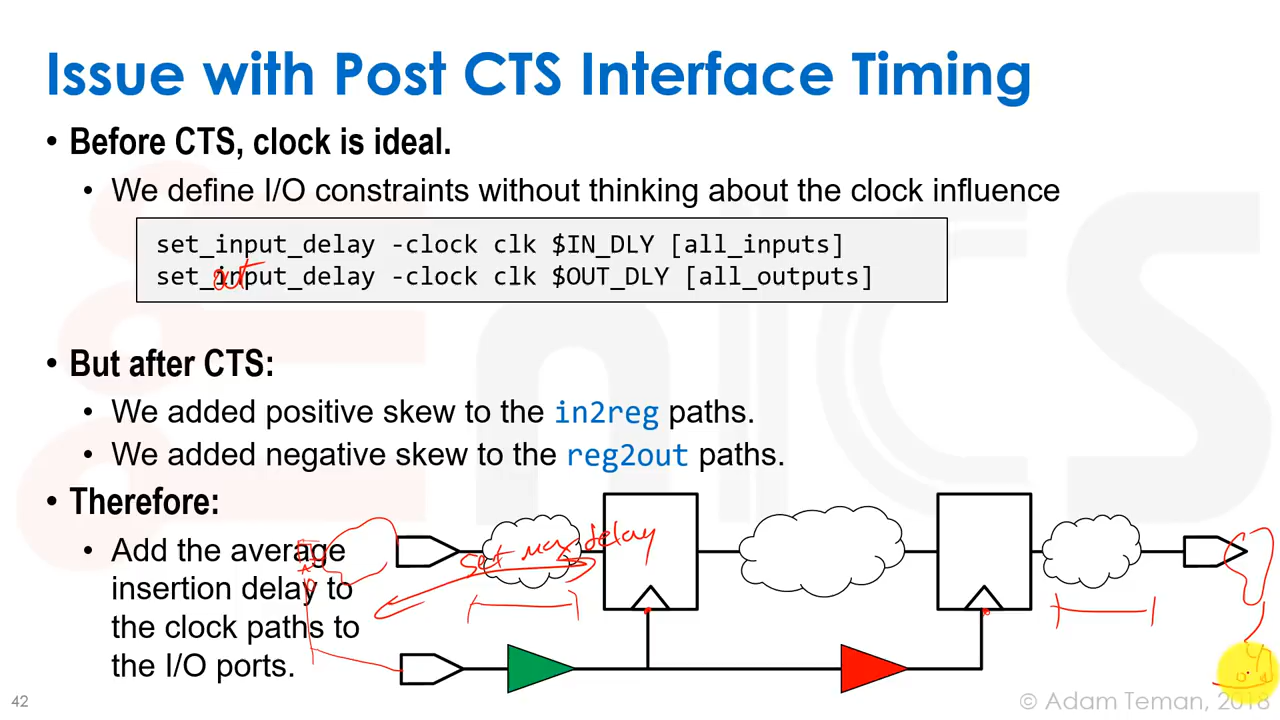 Issue with Post CTS Interface Timing
• Before CTS, clock is ideal.
• We define I/O constraints without thinking about the clock influence
set_input_delay -clock clk $IN_DLY [all_inputs]
set_input_delay -clock clk $OUT_DLY [all_outputs]
out
• But after CTS:
• We added positive skew to the in2reg paths.
• We added negative skew to the reg2out paths.
• Therefore:
• Add the average
insertion delay to
the clock paths to
the I/O ports.
set max delay
42
© Adam Teman, 2018